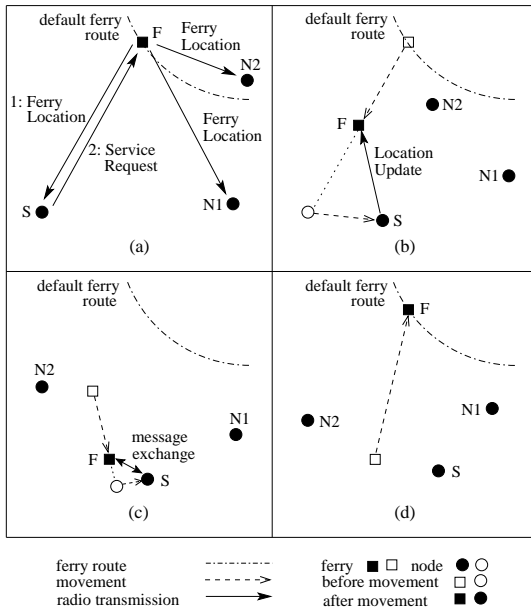 default ferry
route
F
Ferry
Location
N2
1: Ferry
Location
Ferry
Location
2: Service
Request
S
N1
(a)
default ferry
route
N2
F
Location
Update
N1
S
(b)
default ferry
route
N2
N1
message
exchange
F
S
(c)
default ferry
route
F
N1
N2
S
(d)
ferry route
movement
radio transmission
ferry node
before movement
after movement